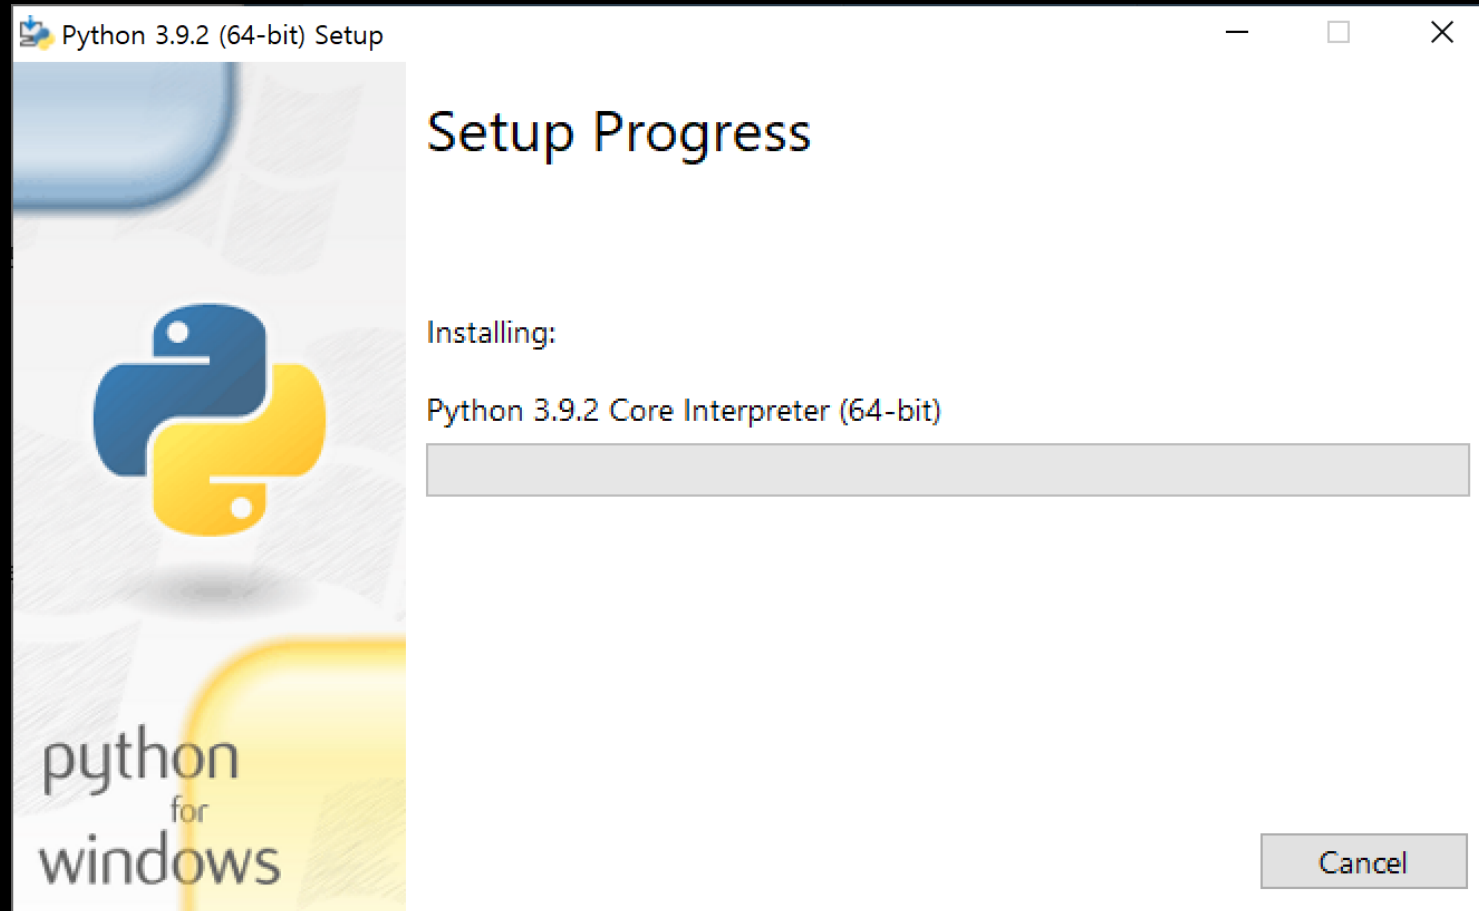 Python 3.9.2 (64-bit) Setup
Setup Progress
Installing:
Python 3.9.2 Core Interpreter (64-bit)
python
for
windows
Cancel